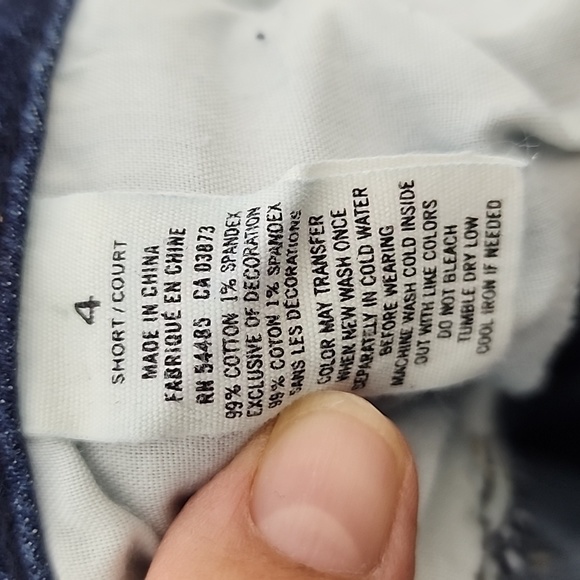 4
SHORT/COURT
MADE IN CHINA
FABRIQUÉ EN CHINE
RN 54485 CA 03873
99% COTTON 1% SPANDEX
EXCLUSIVE OF DECORATION
99% COTON 1% SPANDEX
SANS LES DECORATIONS
COLOR MAY TRANSFER
WHEN NEW WASH ONCE
SEPARATELY IN COLD WATER
BEFORE WEARING
MACHINE WASH COLD INSIDE
OUT WITH LIKE COLORS
DO NOT BLEACH
TUMBLE DRY LOW
COOL IRON IF NEEDED